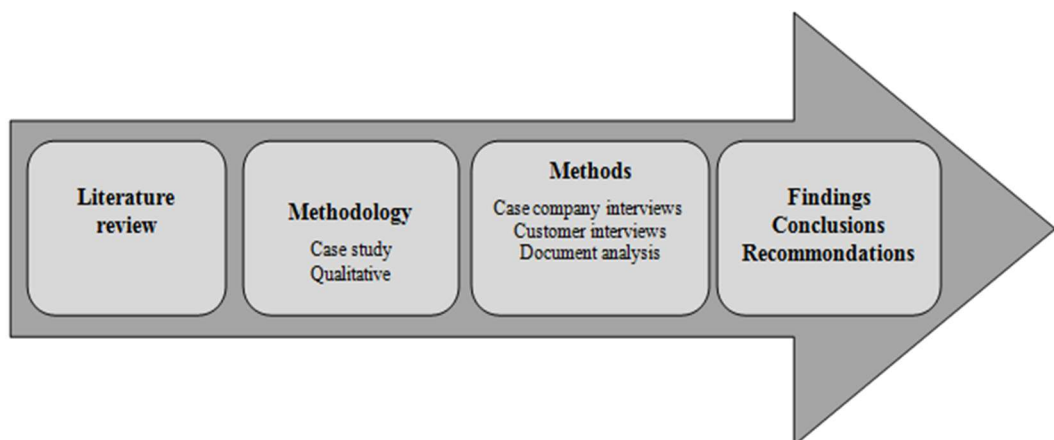 Literature
review
Methodology
Case study
Qualitative
Methods
Case company interviews
Customer interviews
Document analysis
Findings
Conclusions
Recommondations